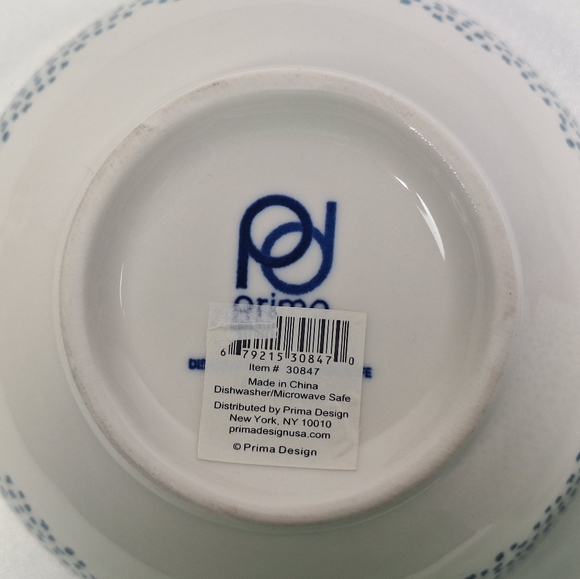 pd
prima
6 79215 30847 0
Item # 30847
Made in China
Dishwasher/Microwave Safe
Distributed by Prima Design
New York, NY 10010
primadesignusa.com
© Prima Design